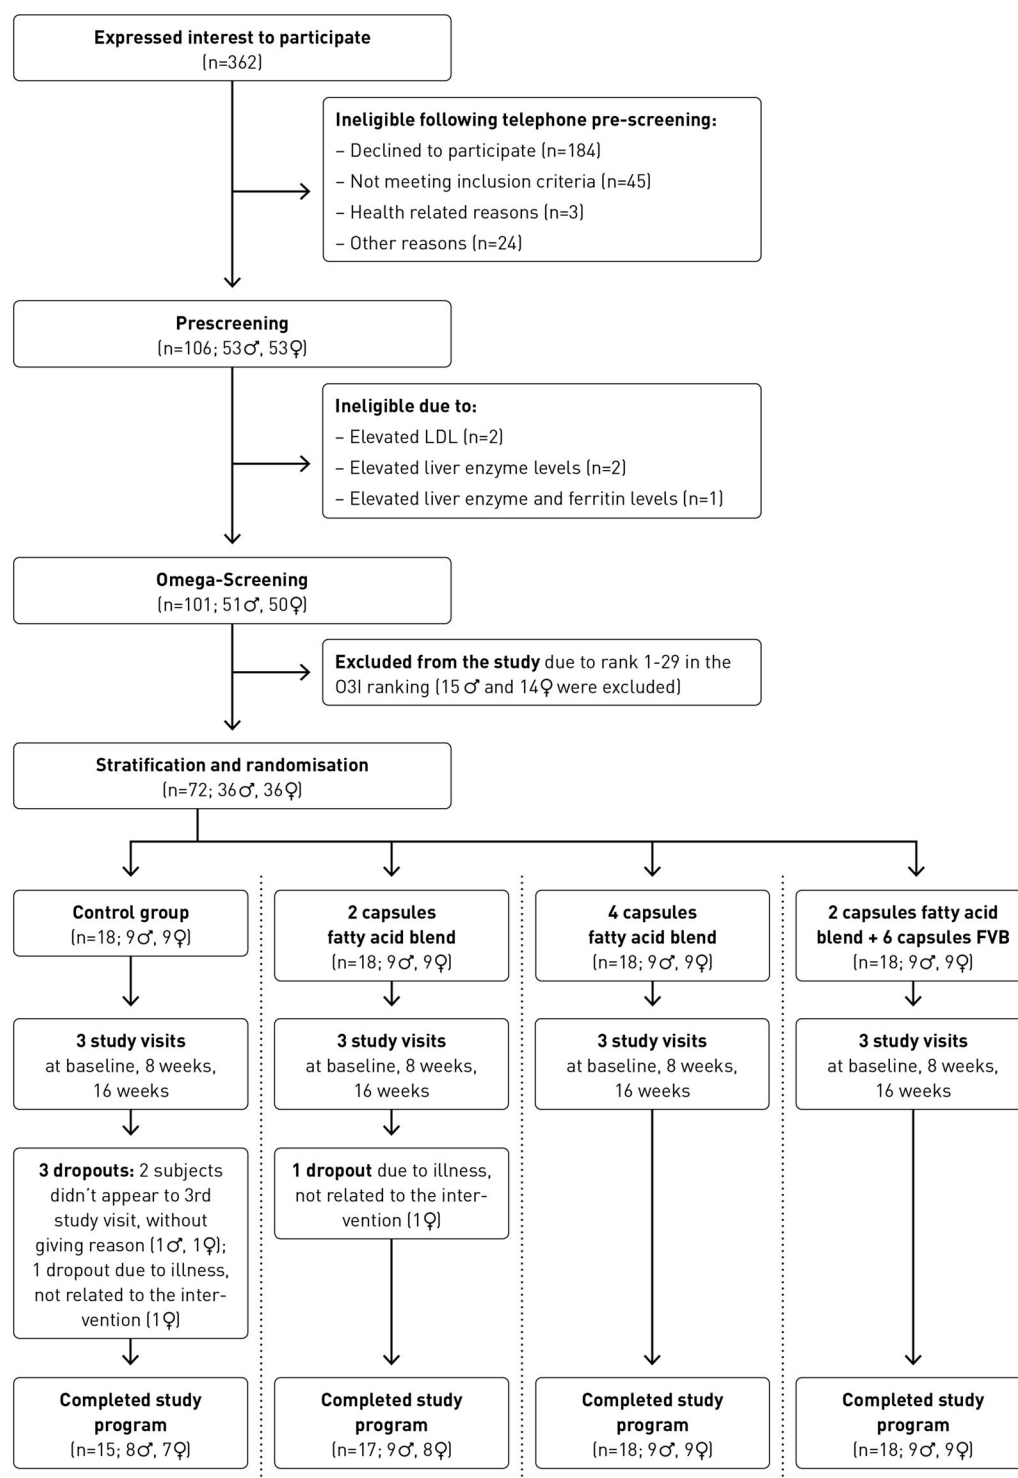 Expressed interest to participate
(n=362)
Ineligible following telephone pre-screening:
– Declined to participate (n=184)
– Not meeting inclusion criteria (n=45)
– Health related reasons (n=3)
– Other reasons (n=24)
Prescreening
(n=106; 53♂, 53♀)
Ineligible due to:
– Elevated LDL (n=2)
– Elevated liver enzyme levels (n=2)
– Elevated liver enzyme and ferritin levels (n=1)
Omega-Screening
(n=101; 51♂, 50♀)
Excluded from the study due to rank 1-29 in the
O3I ranking (15♂ and 14♀ were excluded)
Stratification and randomisation
(n=72; 36♂, 36♀)
Control group
(n=18; 9♂, 9♀)
2 capsules
fatty acid blend
(n=18; 9♂, 9♀)
4 capsules
fatty acid blend
(n=18; 9♂, 9♀)
2 capsules fatty acid
blend + 6 capsules FVB
(n=18; 9♂, 9♀)
3 study visits
at baseline, 8 weeks,
16 weeks
3 study visits
at baseline, 8 weeks,
16 weeks
3 study visits
at baseline, 8 weeks,
16 weeks
3 study visits
at baseline, 8 weeks,
16 weeks
3 dropouts: 2 subjects
didn't appear to 3rd
study visit, without
giving reason (1♂, 1♀);
1 dropout due to illness,
not related to the inter-
vention (1♀)
1 dropout due to illness,
not related to the inter-
vention (1♀)
Completed study
program
(n=15; 8♂, 7♀)
Completed study
program
(n=17; 9♂, 8♀)
Completed study
program
(n=18; 9♂, 9♀)
Completed study
program
(n=18; 9♂, 9♀)